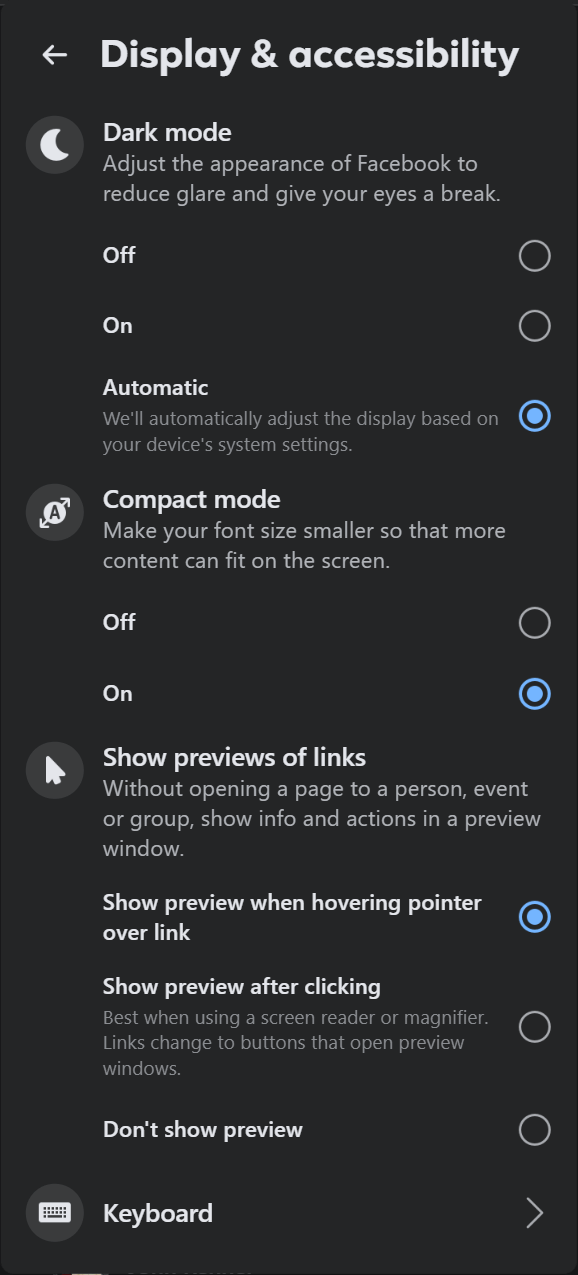 Display & accessibility
Dark mode
Adjust the appearance of Facebook to
reduce glare and give your eyes a break.
Off
On
Automatic
We'll automatically adjust the display based on
your device's system settings.
Compact mode
Make your font size smaller so that more
content can fit on the screen.
Off
On
Show previews of links
Without opening a page to a person, event
or group, show info and actions in a preview
window.
Show preview when hovering pointer
over link
Show preview after clicking
Best when using a screen reader or magnifier.
Links change to buttons that open preview
windows.
Don't show preview
Keyboard